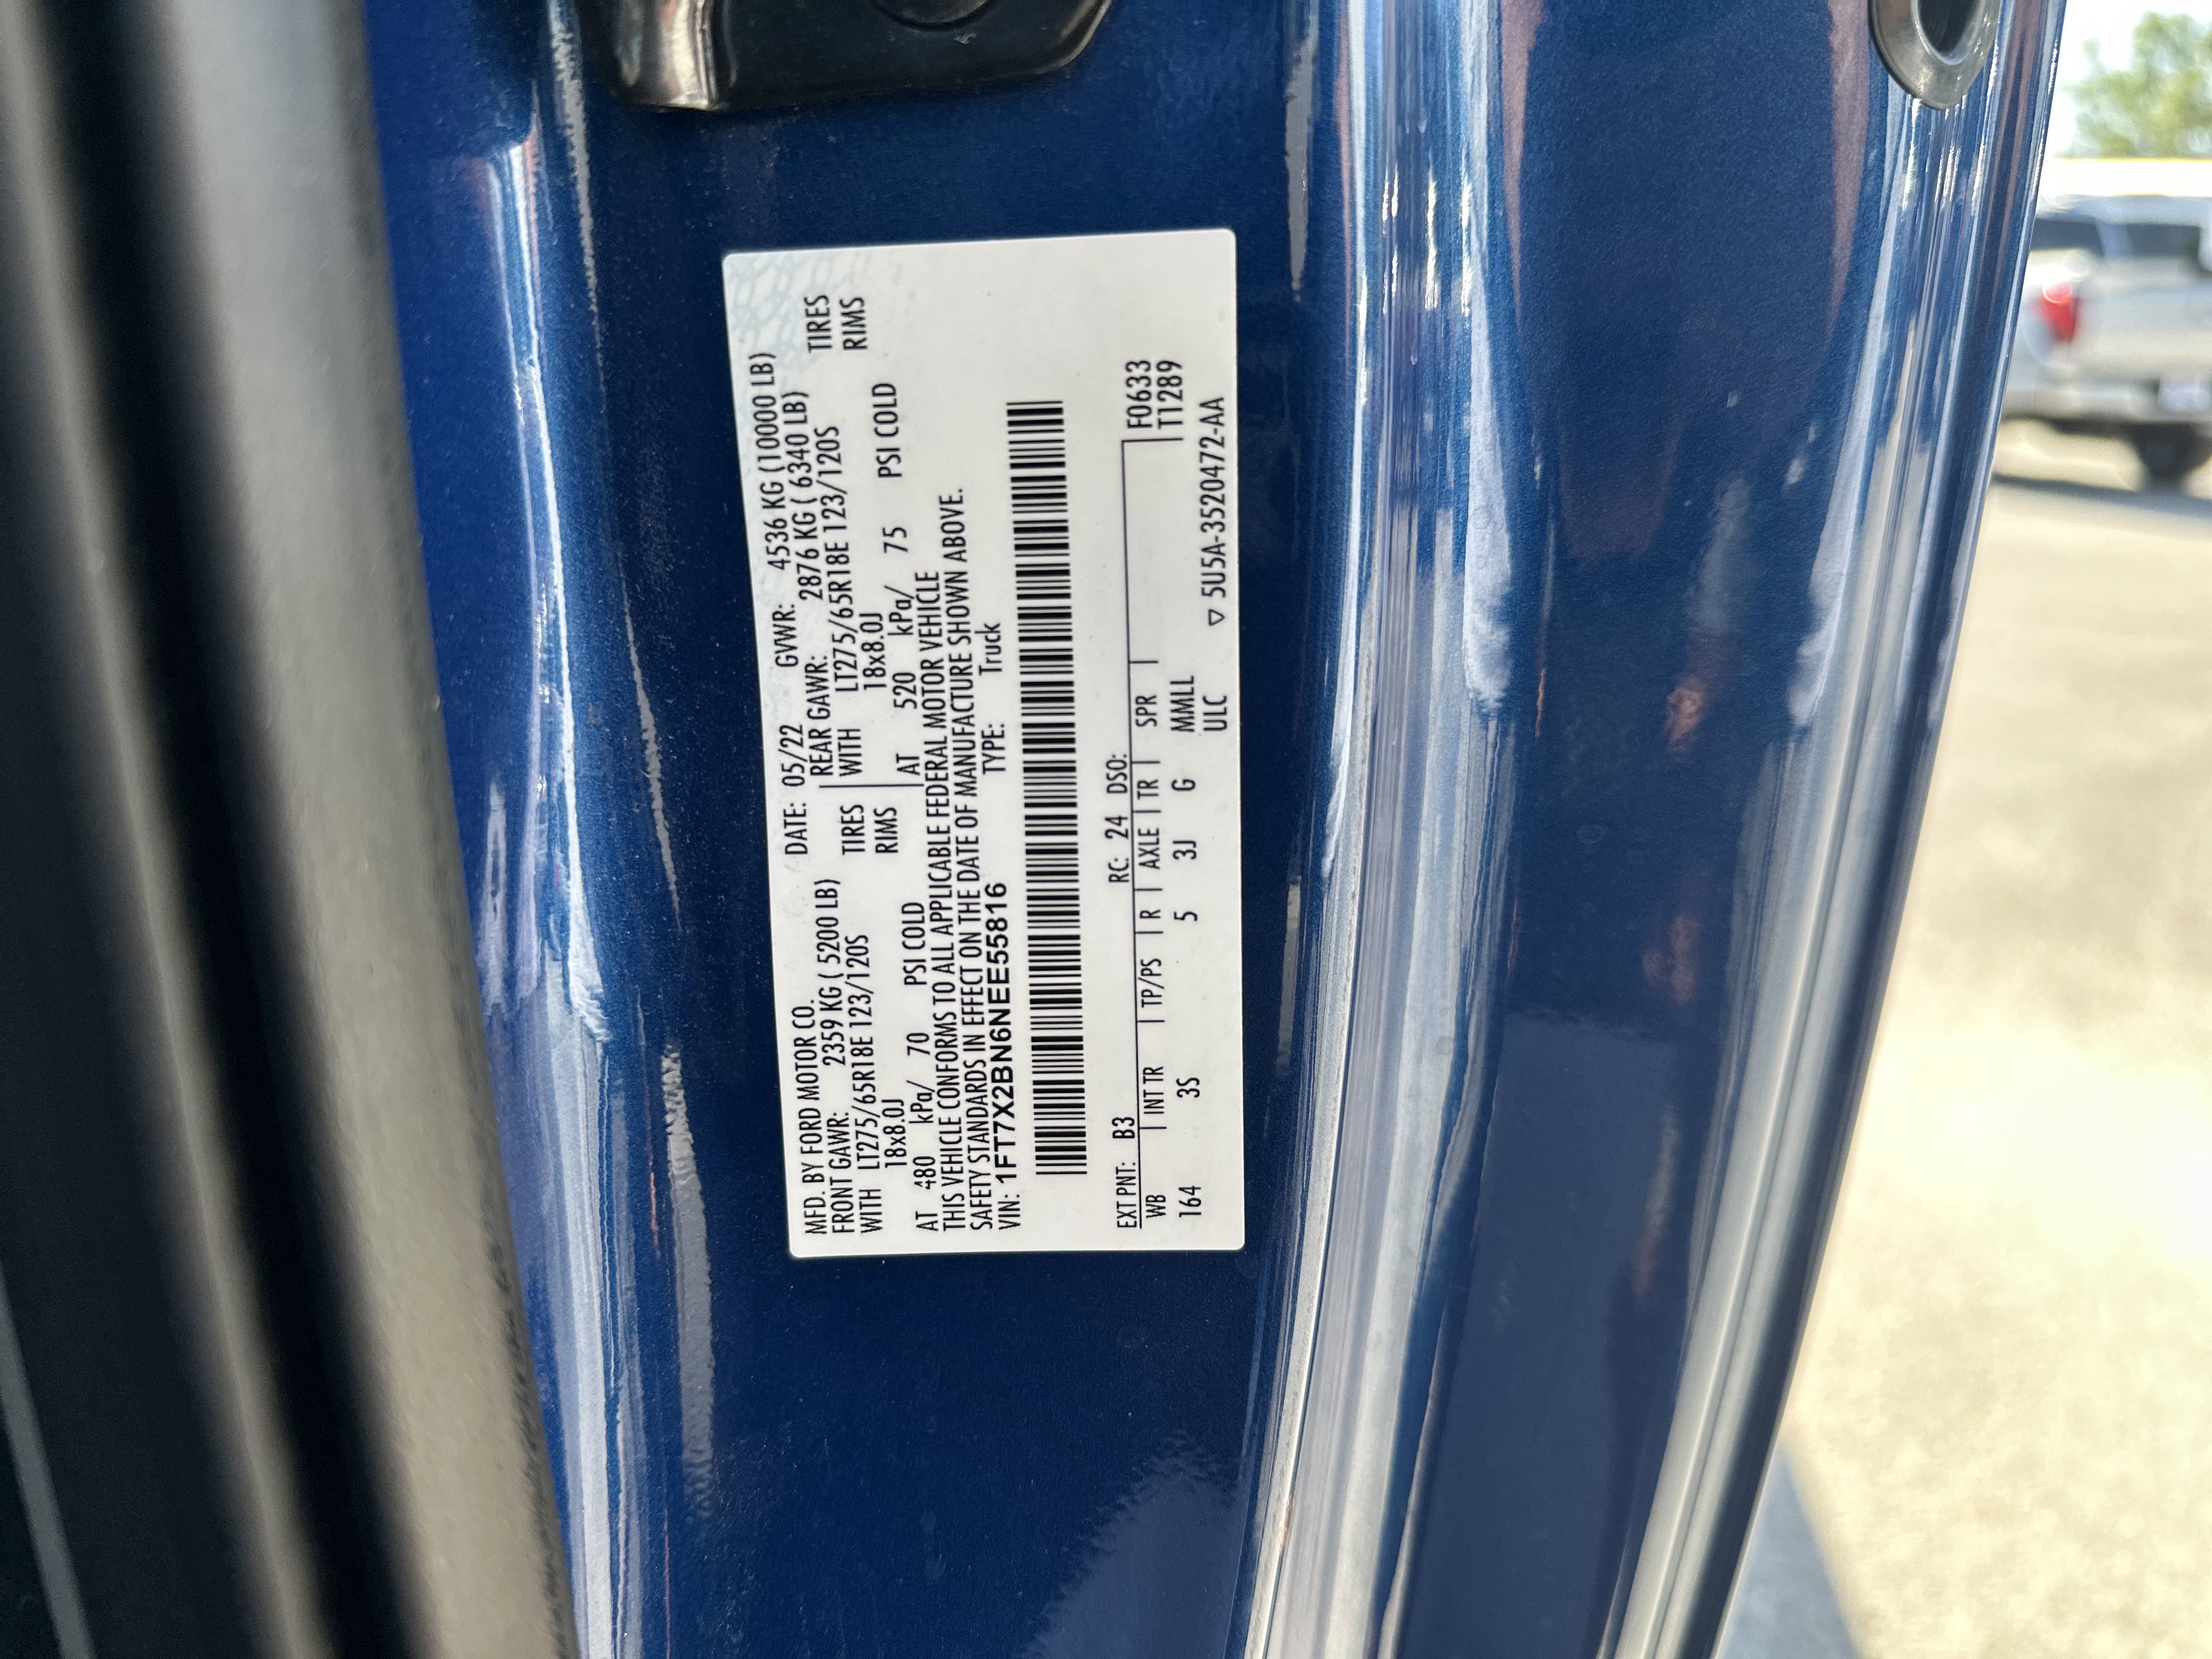 MFD. BY FORD MOTOR CO. DATE: 05/22 GVWR: 4536 KG (10000 LB)
FRONT GAWR: 2359 KG ( 5200 LB) REAR GAWR: 2876 KG ( 6340 LB)
WITH LT275/65R18E 123/120S TIRES WITH LT275/65R18E 123/120S TIRES
18x8.0J RIMS 18x8.0J RIMS
AT 480 kPa/ 70 PSI COLD AT 520 kPa/ 75 PSI COLD
THIS VEHICLE CONFORMS TO ALL APPLICABLE FEDERAL MOTOR VEHICLE
SAFETY STANDARDS IN EFFECT ON THE DATE OF MANUFACTURE SHOWN ABOVE.
VIN: 1FT7X2BN6NEE55816 TYPE: Truck
EXT PNT: B3 RC: 24 DSO: F0633
WB | INT TR | TP/PS | R | AXLE | TR | SPR | T1289
164 3S 5 3J G MMLL
ULC ▽ 5U5A-3520472-AA